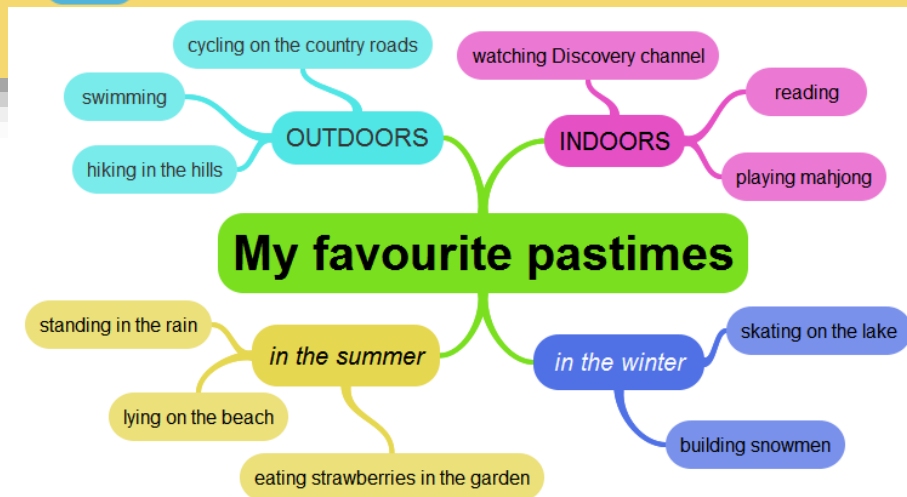 cycling on the country roads
watching Discovery channel
swimming
reading
OUTDOORS
INDOORS
hiking in the hills
playing mahjong
My favourite pastimes
standing in the rain
skating on the lake
in the summer
in the winter
lying on the beach
building snowmen
eating strawberries in the garden